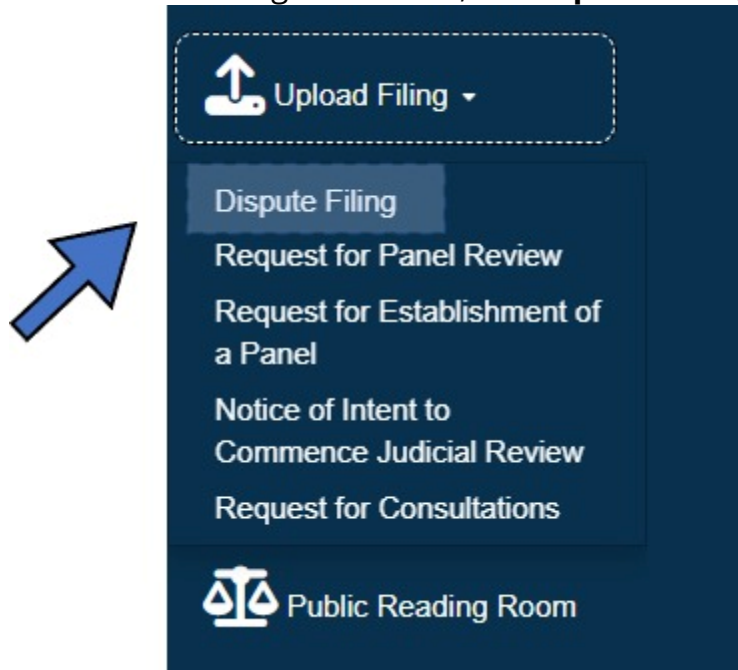 Upload Filing
Dispute Filing
Request for Panel Review
Request for Establishment of
a Panel
Notice of Intent to
Commence Judicial Review
Request for Consultations
Public Reading Room